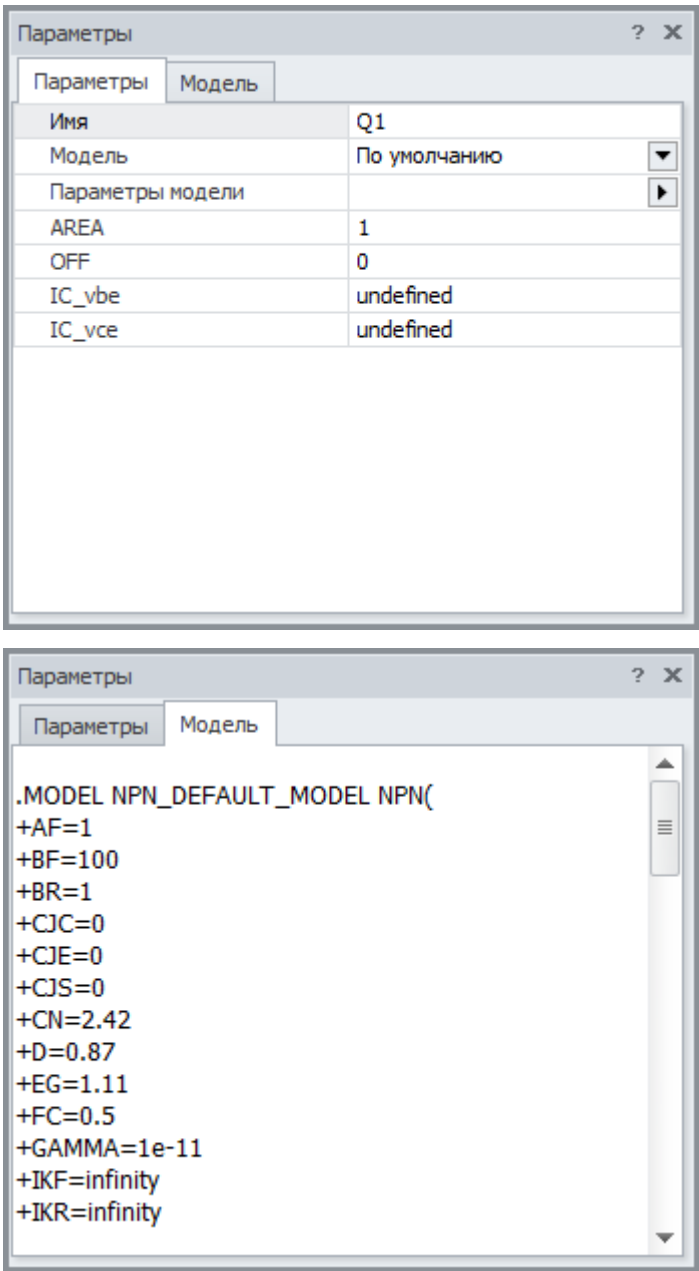 Параметры ?
Параметры Модель
Имя Q1
Модель По умолчанию
Параметры модели
AREA 1
OFF 0
IC_vbe undefined
IC_vce undefined
Параметры ?
Параметры Модель
.MODEL NPN_DEFAULT_MODEL NPN(
+AF=1
+BF=100
+BR=1
+CJC=0
+CJE=0
+CJS=0
+CN=2.42
+D=0.87
+EG=1.11
+FC=0.5
+GAMMA=1e-11
+IKF=infinity
+IKR=infinity